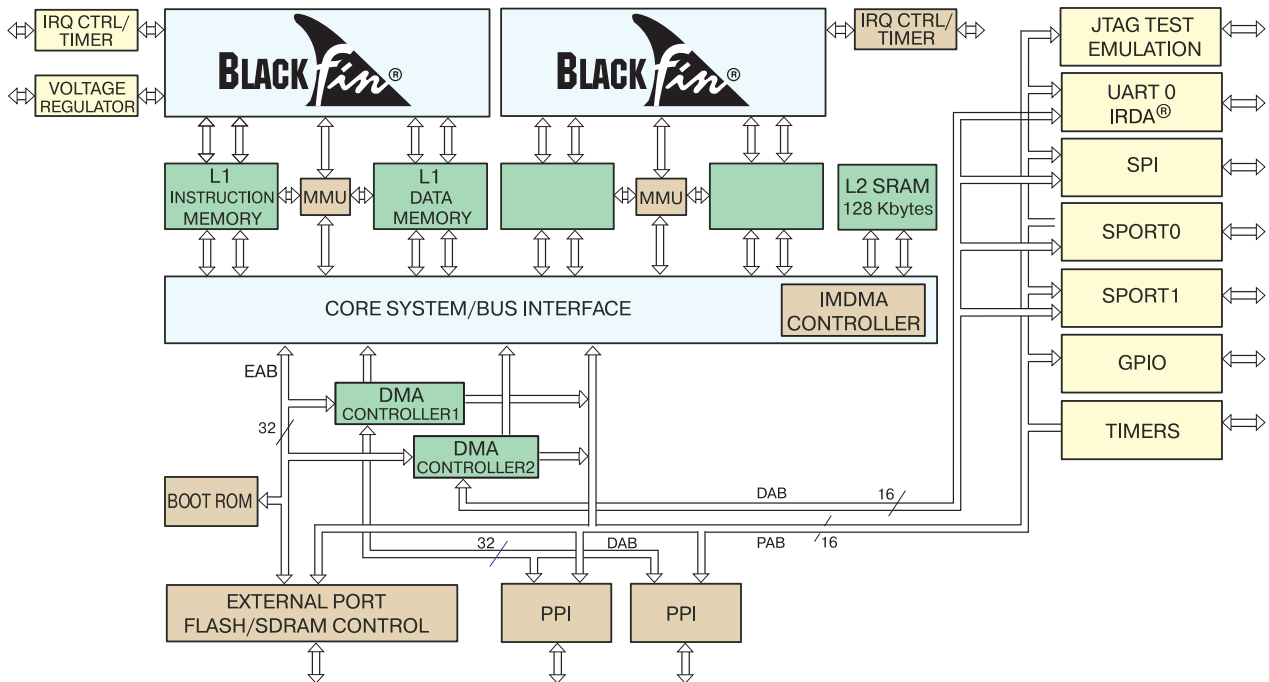 IRQ CTRL/
TIMER
BLACKfin®
BLACKfin®
IRQ CTRL/
TIMER
JTAG TEST
EMULATION
VOLTAGE
REGULATOR
UART 0
IRDA®
L1
INSTRUCTION
MEMORY
MMU
L1
DATA
MEMORY
MMU
L2 SRAM
128 Kbytes
SPI
SPORT0
CORE SYSTEM/BUS INTERFACE
IMDMA
CONTROLLER
SPORT1
EAB
GPIO
DMA
CONTROLLER1
32
TIMERS
DMA
CONTROLLER2
BOOT ROM
DAB
16
32
DAB
PAB
16
EXTERNAL PORT
FLASH/SDRAM CONTROL
PPI
PPI